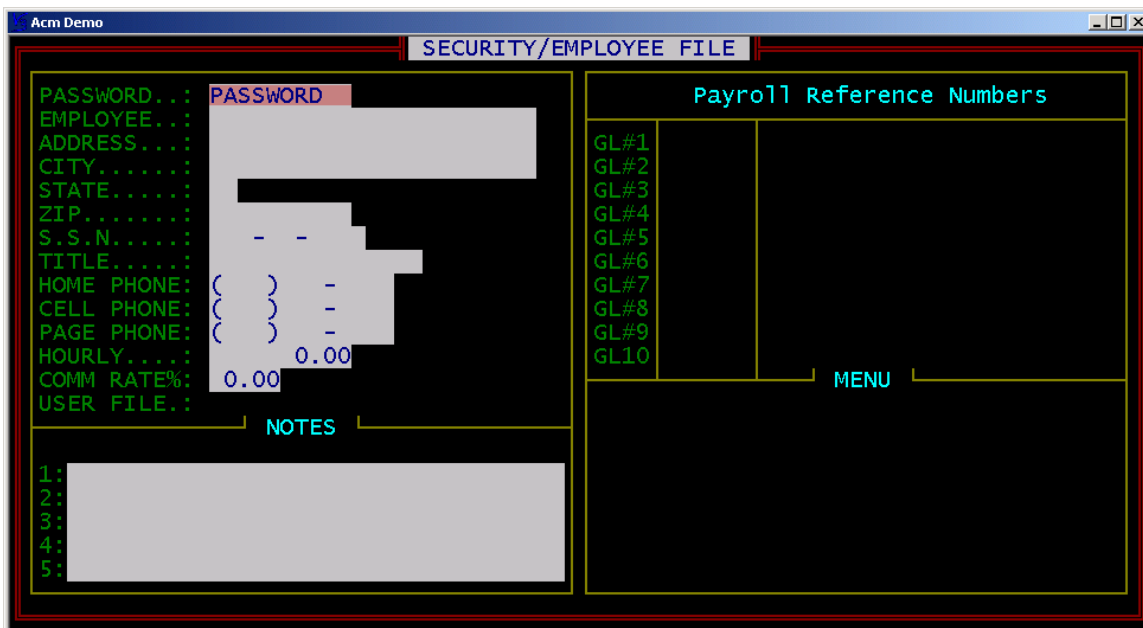 Acm Demo
SECURITY/EMPLOYEE FILE
PASSWORD..: PASSWORD
EMPLOYEE..:
ADDRESS...:
CITY......:
STATE.....:
ZIP.......:
S.S.N.....: - -
TITLE.....:
HOME PHONE: ( ) -
CELL PHONE: ( ) -
PAGE PHONE: ( ) -
HOURLY....: 0.00
COMM RATE%: 0.00
USER FILE.:
NOTES
1:
2:
3:
4:
5:
Payroll Reference Numbers
GL#1
GL#2
GL#3
GL#4
GL#5
GL#6
GL#7
GL#8
GL#9
GL10
MENU